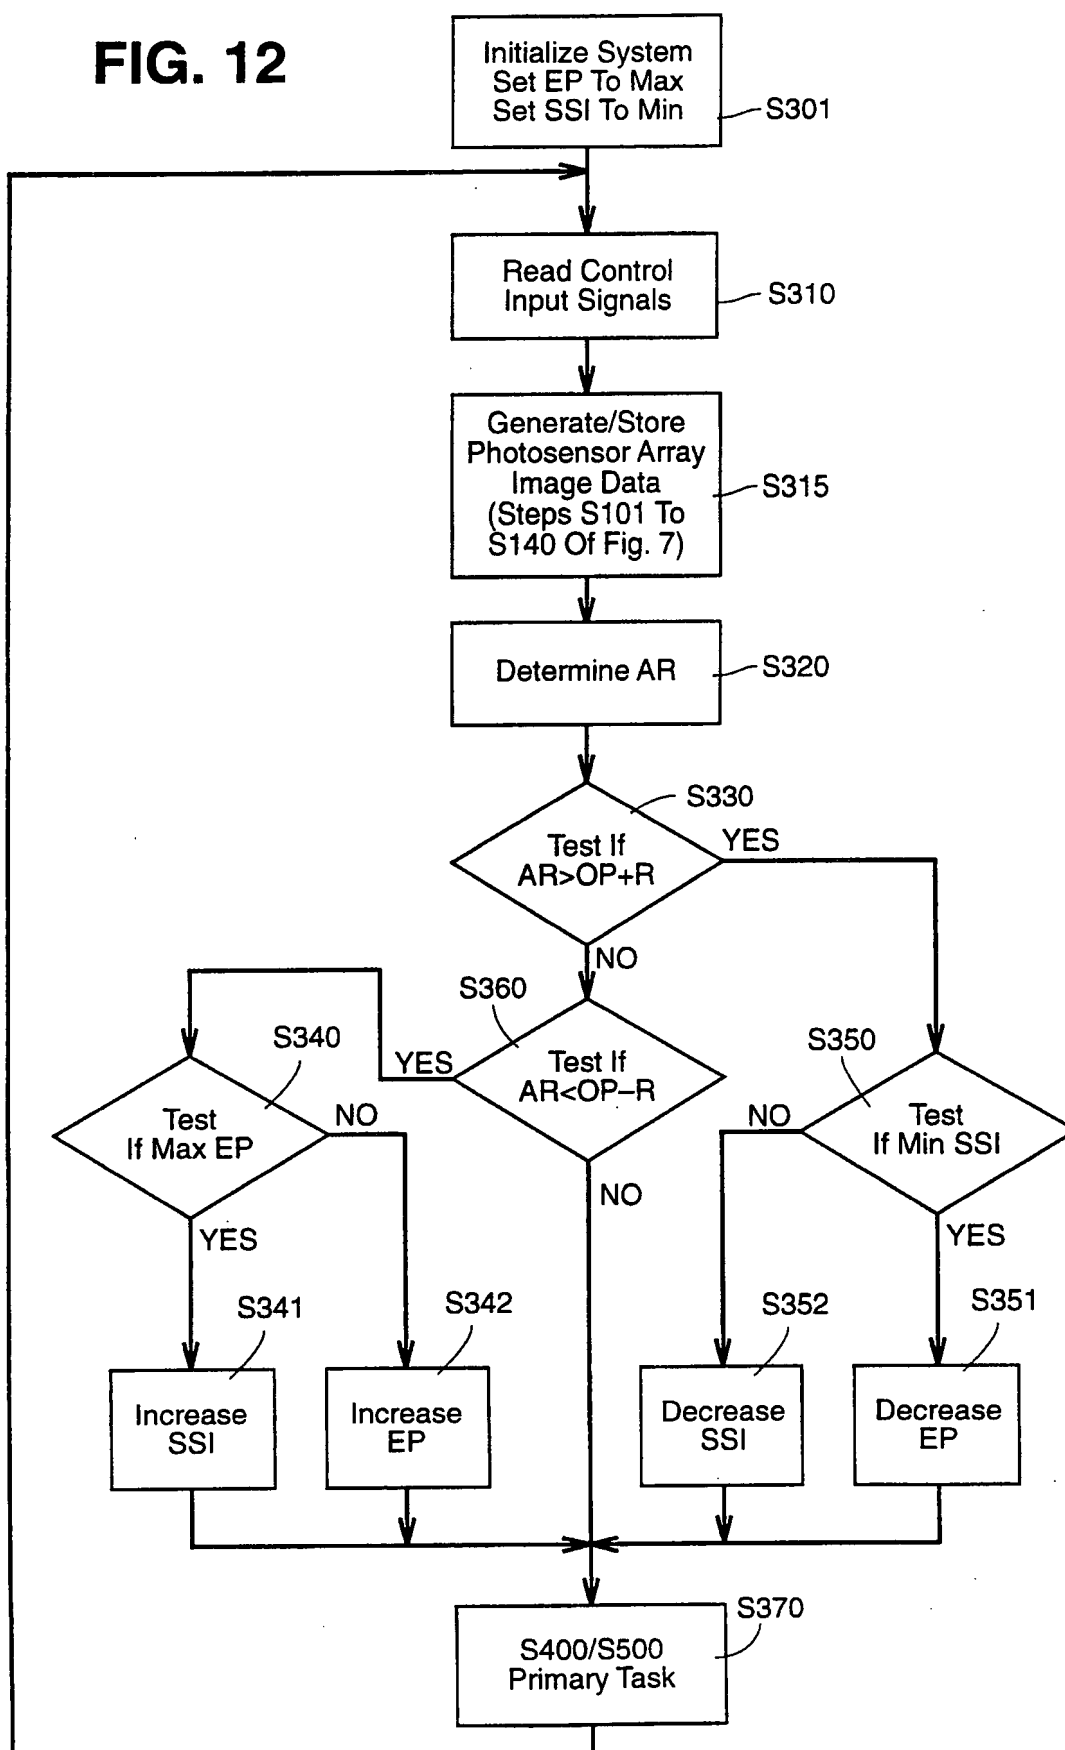 FIG. 12
Initialize System
Set EP To Max
Set SSI To Min
S301
Read Control
Input Signals
S310
Generate/Store
Photosensor Array
Image Data
(Steps S101 To
S140 Of Fig. 7)
S315
Determine AR
S320
S330
Test If
AR>OP+R
YES
NO
S360
Test If
AR<OP–R
YES
NO
S340
Test
If Max EP
NO
YES
S350
Test
If Min SSI
NO
YES
S341
Increase
SSI
S342
Increase
EP
S352
Decrease
SSI
S351
Decrease
EP
S370
S400/S500
Primary Task